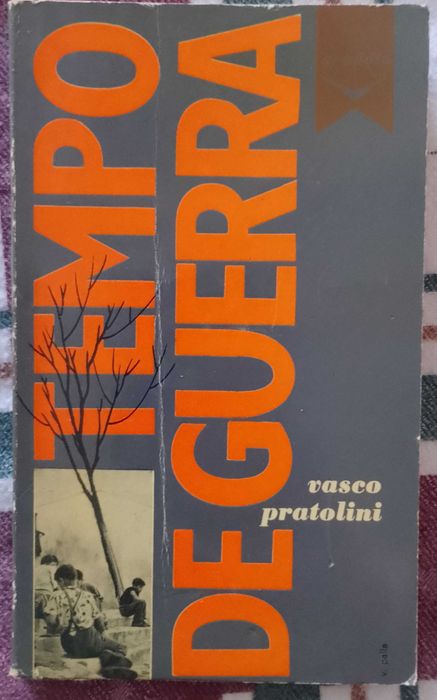 TEMPO
DE GUERRA
vasco
pratolini
v. palla